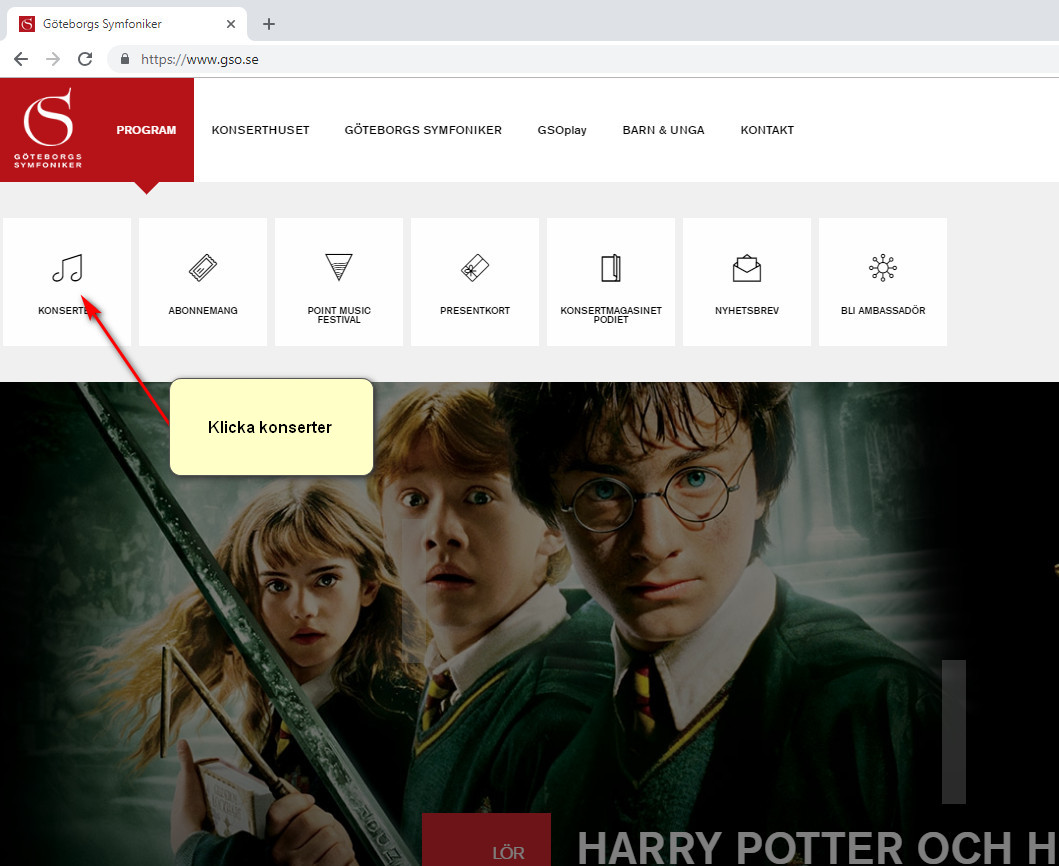 Göteborgs Symfoniker
https://www.gso.se
GÖTEBORGS
SYMFONIKER
PROGRAM
KONSERTHUSET
GÖTEBORGS SYMFONIKER
GSOplay
BARN & UNGA
KONTAKT
KONSERTE
ABONNEMANG
POINT MUSIC
FESTIVAL
PRESENTKORT
KONSERTMAGASINET
PODIET
NYHETSBREV
BLI AMBASSADÖR
Klicka konserter
LÖR
HARRY POTTER OCH H